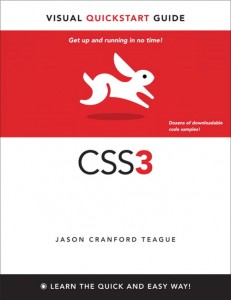 VISUAL QUICKSTART GUIDE
Get up and running in no time!
Dozens of downloadable
code samples!
CSS3
JASON CRANFORD TEAGUE
LEARN THE QUICK AND EASY WAY!